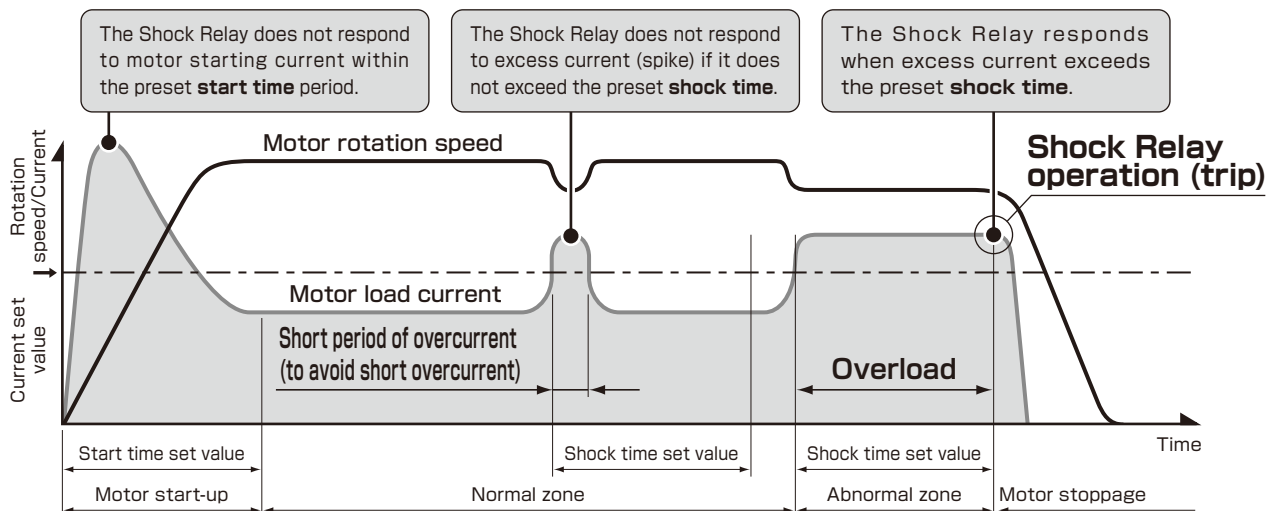 The Shock Relay does not respond
to motor starting current within
the preset start time period.
The Shock Relay does not respond
to excess current (spike) if it does
not exceed the preset shock time.
The Shock Relay responds
when excess current exceeds
the preset shock time.
Rotation
speed/Current
Motor rotation speed
Shock Relay
operation (trip)
Current set
value
Motor load current
Short period of overcurrent
(to avoid short overcurrent)
Overload
Time
Start time set value
Shock time set value
Shock time set value
Motor start-up
Normal zone
Abnormal zone
Motor stoppage